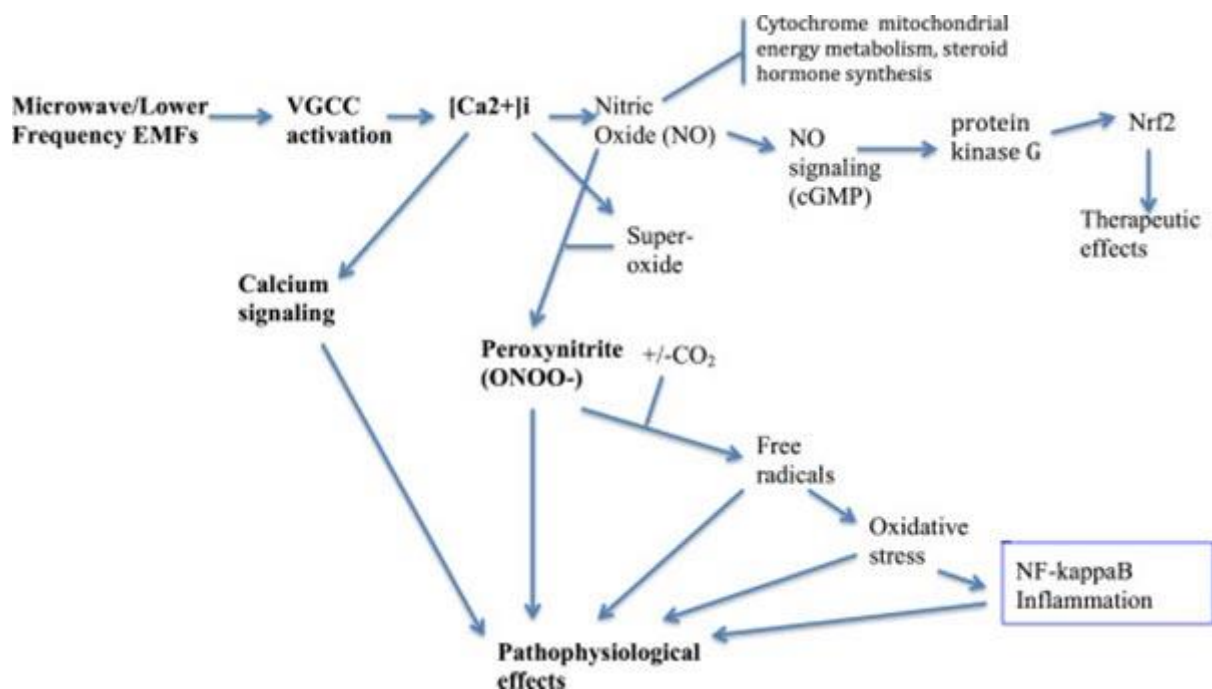 Cytochrome mitochondrial
energy metabolism, steroid
hormone synthesis
Microwave/Lower
Frequency EMFs
VGCC
activation
[Ca2+]i
Nitric
Oxide (NO)
NO
signaling
(cGMP)
protein
kinase G
Nrf2
Therapeutic
effects
Super-
oxide
Calcium
signaling
Peroxynitrite
(ONOO-)
+/-CO₂
Free
radicals
Oxidative
stress
NF-kappaB
Inflammation
Pathophysiological
effects